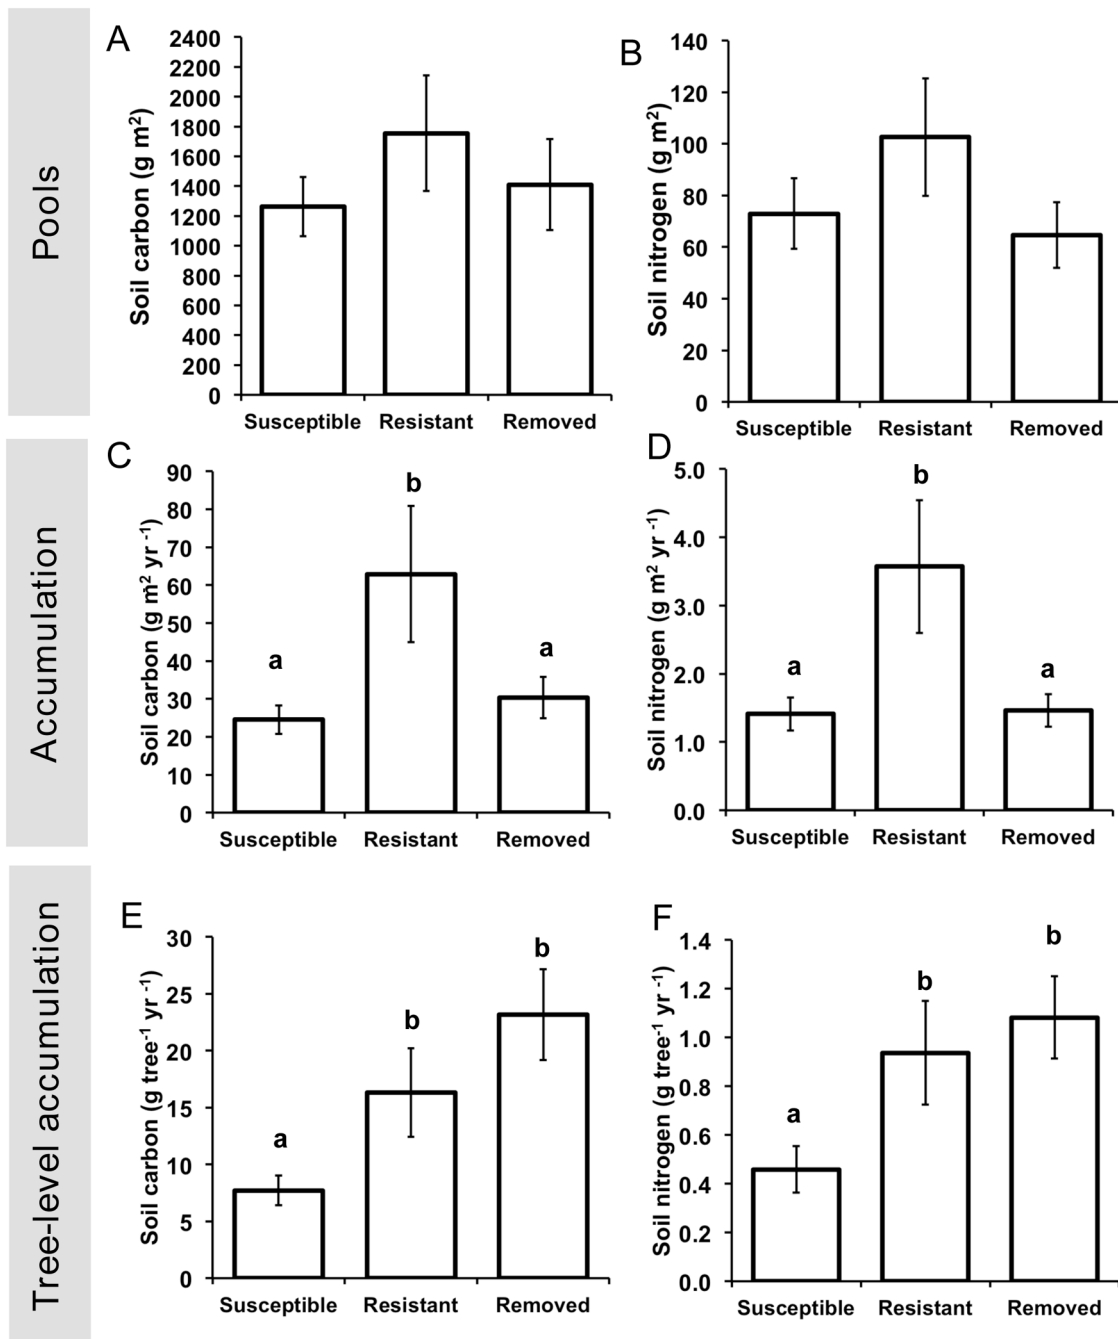 Pools
A
Soil carbon (g m²)
2400
2200
2000
1800
1600
1400
1200
1000
800
600
400
200
0
Susceptible Resistant Removed
B
Soil nitrogen (g m²)
140
120
100
80
60
40
20
0
Susceptible Resistant Removed
Accumulation
C
Soil carbon (g m² yr ⁻¹)
90
80
70
60
50
40
30
20
10
0
a b a
Susceptible Resistant Removed
D
Soil nitrogen (g m² yr ⁻¹)
5.0
4.0
3.0
2.0
1.0
0.0
a b a
Susceptible Resistant Removed
Tree-level accumulation
E
Soil carbon (g tree⁻¹ yr ⁻¹)
30
25
20
15
10
5
0
a b b
Susceptible Resistant Removed
F
Soil nitrogen (g tree⁻¹ yr ⁻¹)
1.4
1.2
1.0
0.8
0.6
0.4
0.2
0.0
a b b
Susceptible Resistant Removed